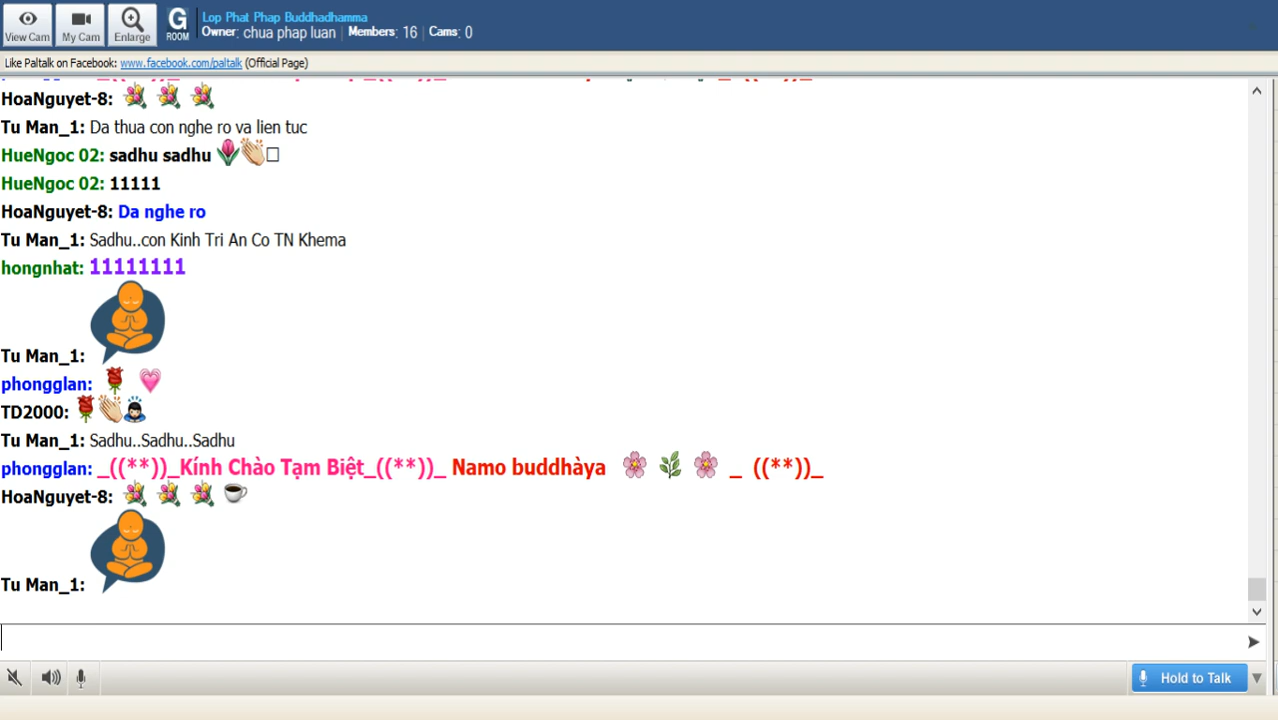 Lop Phat Phap Buddhadhamma
Owner: chua phap luan | Members: 16 | Cams: 0
View Cam
My Cam
Enlarge
G
ROOM
Like Paltalk on Facebook: www.facebook.com/paltalk (Official Page)
HoaNguyet-8:
Tu Man_1: Da thua con nghe ro va lien tuc
HueNgoc 02: sadhu sadhu
HueNgoc 02: 11111
HoaNguyet-8: Da nghe ro
Tu Man_1: Sadhu..con Kinh Tri An Co TN Khema
hongnhat: 11111111
Tu Man_1:
phongglan:
TD2000:
Tu Man_1: Sadhu..Sadhu..Sadhu
phongglan: _((**))_Kính Chào Tạm Biệt_((**))_ Namo buddhàya _ ((**))_
HoaNguyet-8:
Tu Man_1:
Hold to Talk